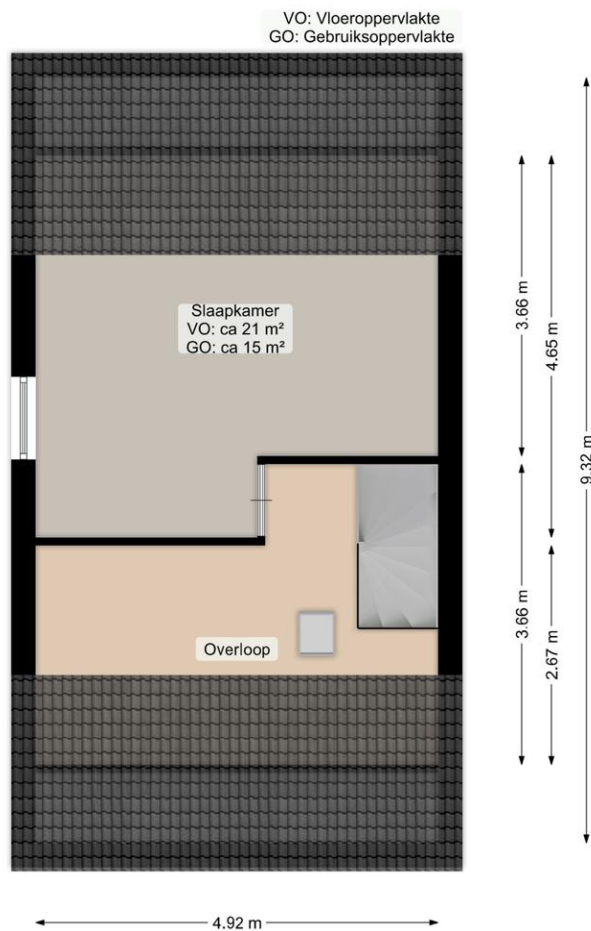 VO: Vloeroppervlakte
GO: Gebruiksoppervlakte
Slaapkamer
VO: ca 21 m²
GO: ca 15 m²
Overloop
3.66 m
4.65 m
9.32 m
3.66 m
2.67 m
4.92 m